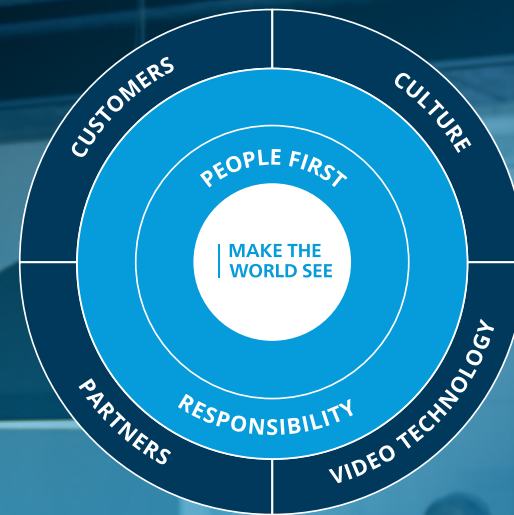 CUSTOMERS
CULTURE
PEOPLE FIRST
MAKE THE
WORLD SEE
RESPONSIBILITY
PARTNERS
VIDEO TECHNOLOGY